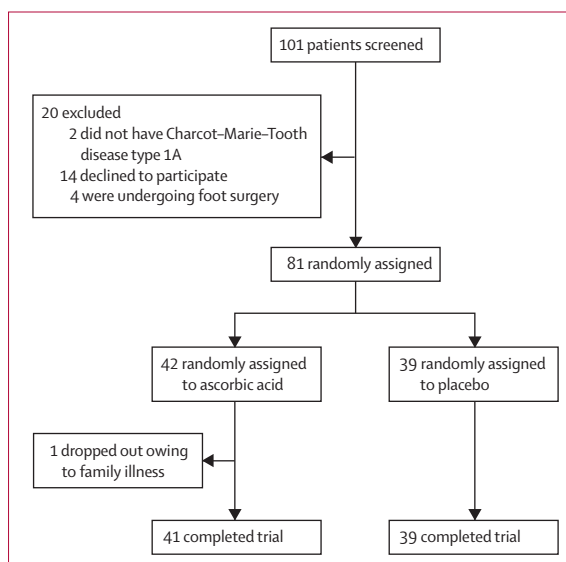 101 patients screened
20 excluded
2 did not have Charcot–Marie–Tooth
disease type 1A
14 declined to participate
4 were undergoing foot surgery
81 randomly assigned
42 randomly assigned
to ascorbic acid
39 randomly assigned
to placebo
1 dropped out owing
to family illness
41 completed trial
39 completed trial